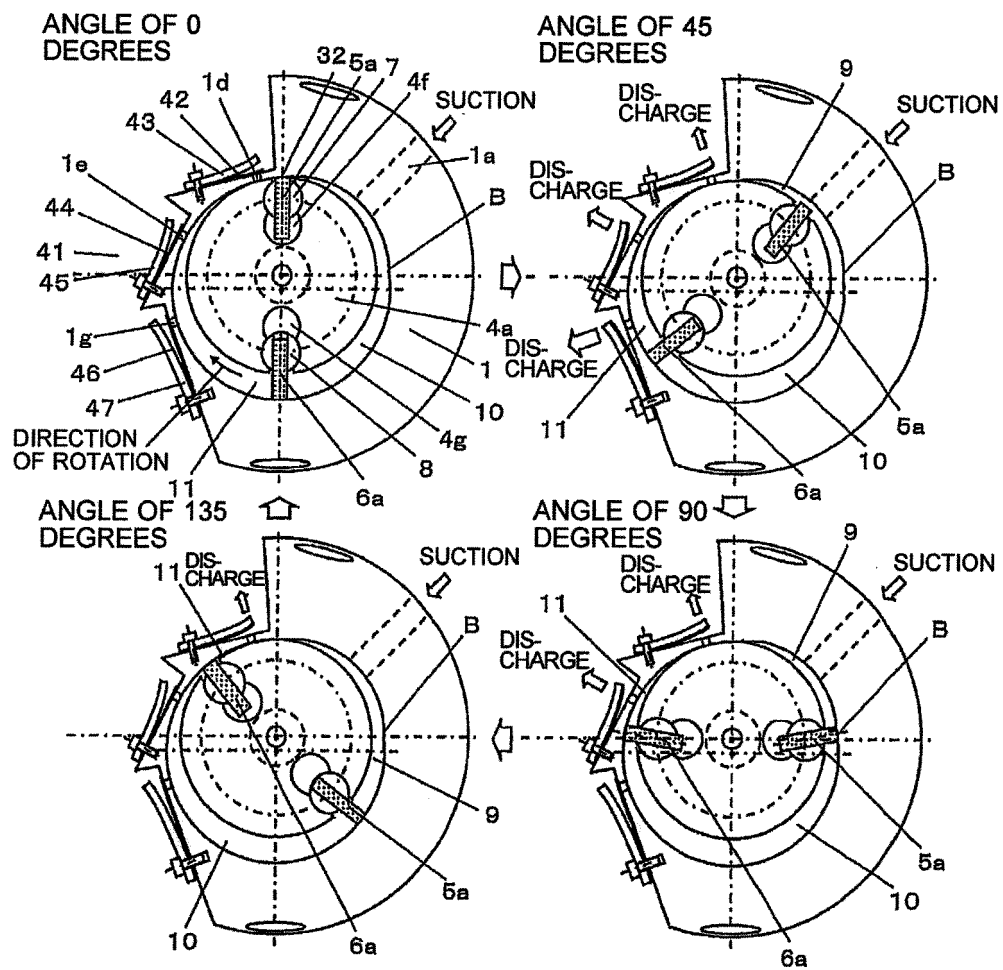 ANGLE OF 0
DEGREES
32
5a
7
4f
1d
42
43
SUCTION
1a
1e
B
44
41
45
4a
1g
1
46
10
47
4g
DIRECTION
OF ROTATION
8
11
6a
ANGLE OF 45
DEGREES
9
DIS-
CHARGE
SUCTION
DIS-
CHARGE
B
DIS-
CHARGE
11
5a
10
6a
ANGLE OF 135
DEGREES
11
DIS-
CHARGE
SUCTION
B
9
5a
10
6a
ANGLE OF 90
DEGREES
9
DIS-
CHARGE
SUCTION
11
B
DIS-
CHARGE
5a
10
6a